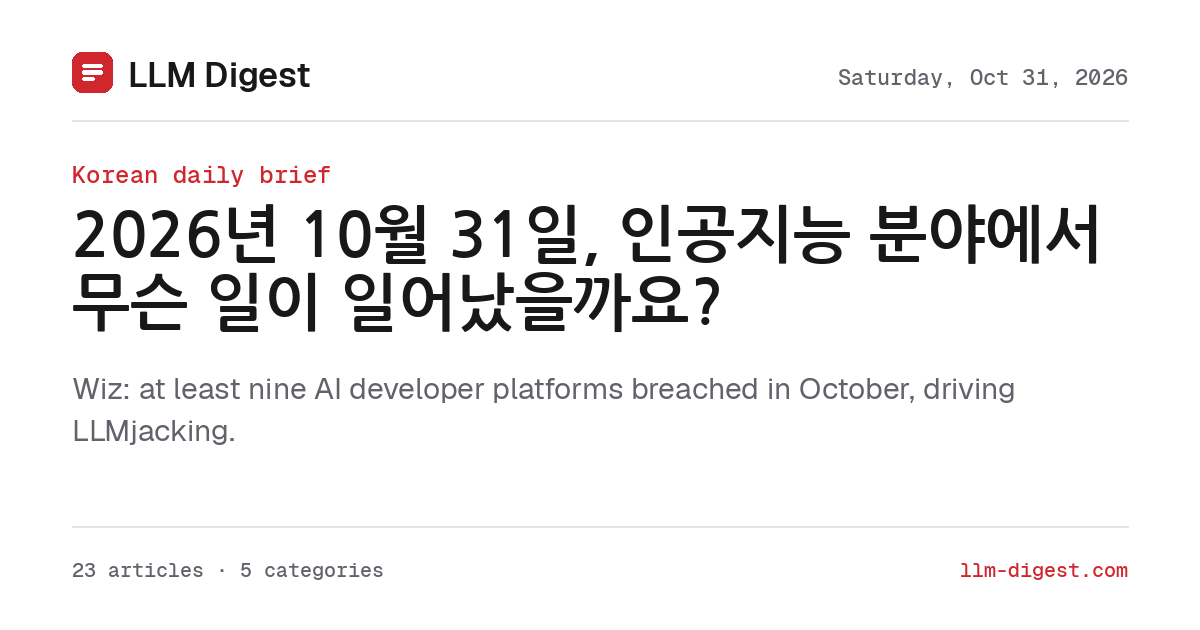 LLM Digest
Saturday, Oct 31, 2026
Korean daily brief
2026년 10월 31일, 인공지능 분야에서
무슨 일이 일어났을까요?
Wiz: at least nine AI developer platforms breached in October, driving
LLMjacking.
23 articles · 5 categories
llm-digest.com